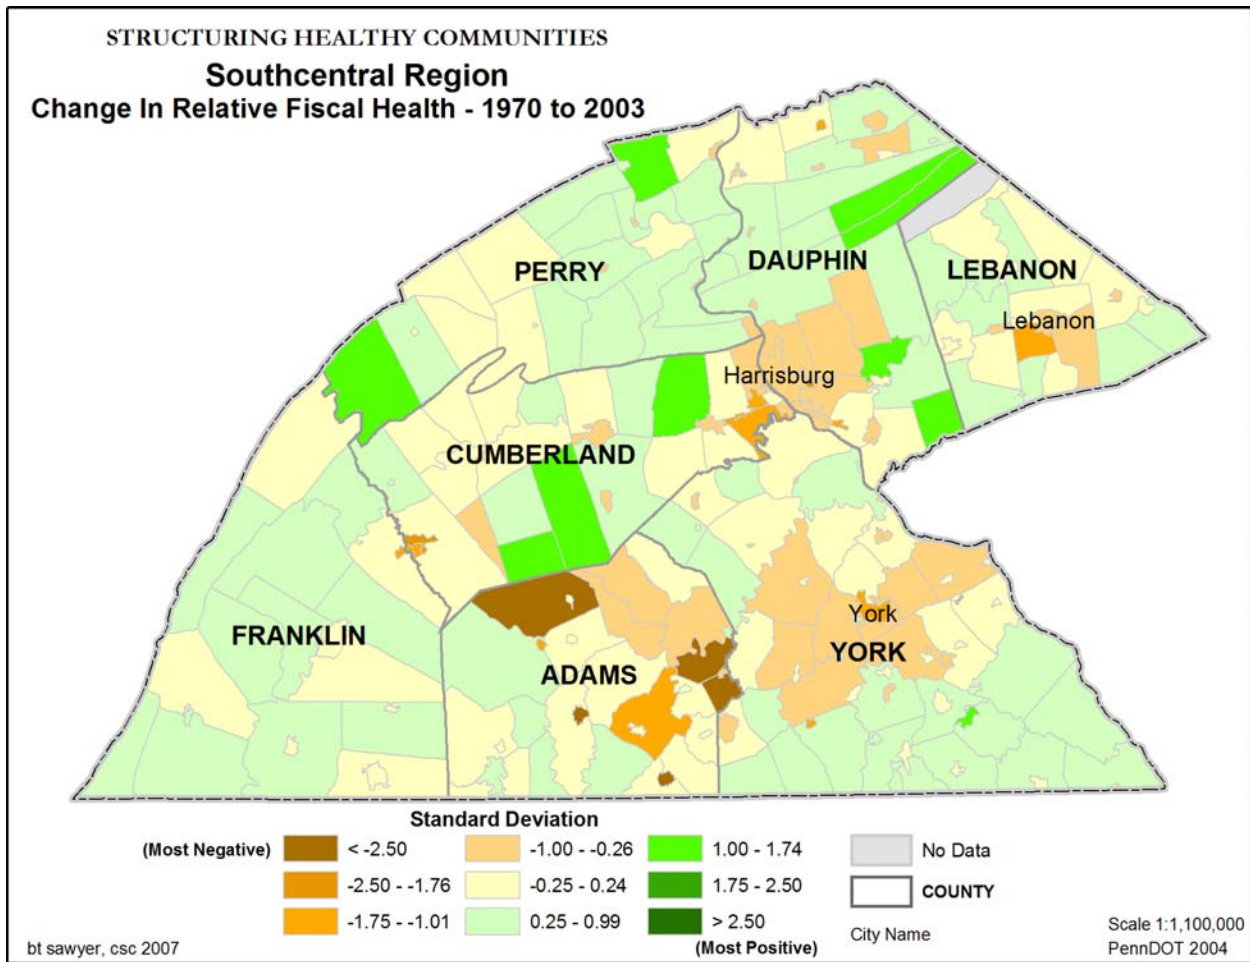 STRUCTURING HEALTHY COMMUNITIES
Southcentral Region
Change In Relative Fiscal Health - 1970 to 2003
PERRY
DAUPHIN
LEBANON
Lebanon
Harrisburg
CUMBERLAND
York
FRANKLIN
ADAMS
YORK
Standard Deviation
(Most Negative)
< -2.50
-2.50 - -1.76
-1.75 - -1.01
-1.00 - -0.26
-0.25 - 0.24
0.25 - 0.99
1.00 - 1.74
1.75 - 2.50
> 2.50
(Most Positive)
No Data
COUNTY
City Name
Scale 1:1,100,000
bt sawyer, csc 2007
PennDOT 2004